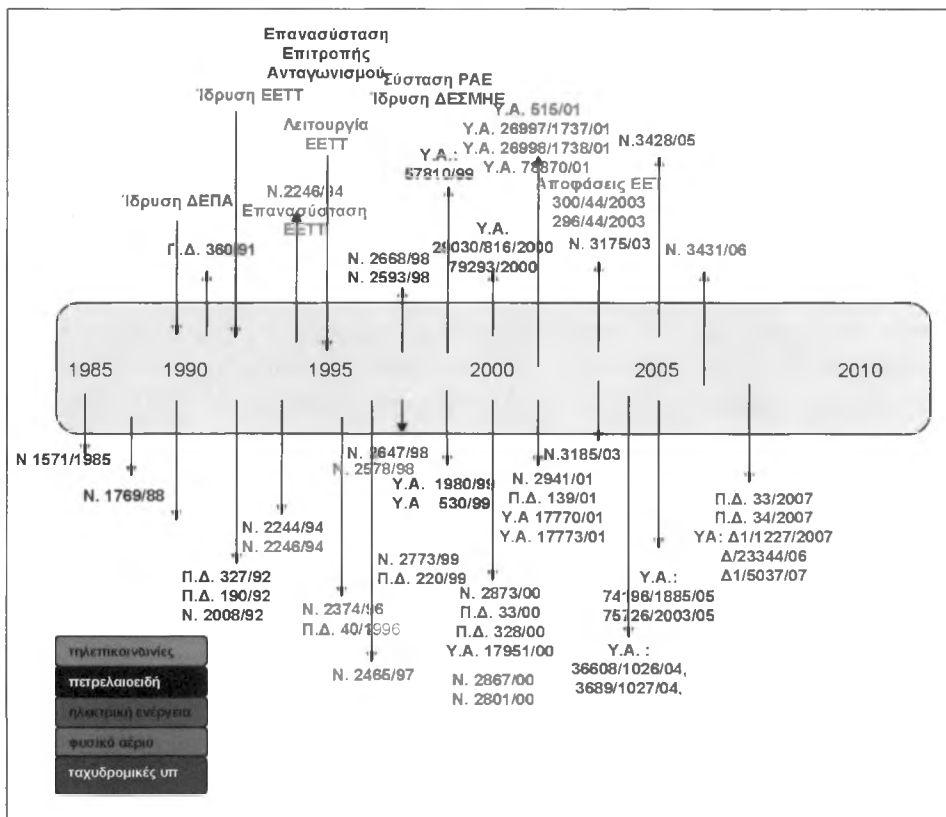 Επανασύσταση
Επιτροπής
Ανταγωνισμού
Σύσταση ΡΑΕ
Ίδρυση ΔΕΣΜΗΕ
Ίδρυση ΕΕΤΤ
Λειτουργία
ΕΕΤΤ
Υ.Α. 515/01
Υ.Α. 26997/1737/01
Υ.Α. 26998/1738/01
Υ.Α. 78870/01
Ν.3428/05
Υ.Α.:
57810/99
Αποφάσεις ΕΕΤ
300/44/2003
296/44/2003
Ν.2246/94
Επανασύσταση
ΕΕΤΤ
Ίδρυση ΔΕΠΑ
Π.Δ. 360/91
Ν. 2668/98
Ν. 2593/98
Υ.Α.
29030/816/2000
79293/2000
Ν. 3175/03
Ν. 3431/06
1985
1990
1995
2000
2005
2010
Ν 1571/1985
Ν. 1769/88
Ν. 2647/98
Ν. 2578/98
Ν.3185/03
Υ.Α. 1980/99
Υ.Α 530/99
Ν. 2941/01
Π.Δ. 139/01
Υ.Α 17770/01
Υ.Α. 17773/01
Π.Δ. 33/2007
Π.Δ. 34/2007
ΥΑ: Δ1/1227/2007
Δ/23344/06
Δ1/5037/07
Ν. 2244/94
Ν. 2246/94
Ν. 2773/99
Π.Δ. 220/99
Π.Δ. 327/92
Π.Δ. 190/92
Ν. 2008/92
Ν. 2374/96
Π.Δ. 40/1996
Ν. 2873/00
Π.Δ. 33/00
Π.Δ. 328/00
Υ.Α. 17951/00
Υ.Α.:
74196/1885/05
75726/2003/05
Ν. 2465/97
Ν. 2867/00
Ν. 2801/00
Υ.Α. :
36608/1026/04,
3689/1027/04,
τηλεπικοινωνίες
πετρελαιοειδή
ηλεκτρική ενέργεια
φυσικό αέριο
ταχυδρομικές υπ